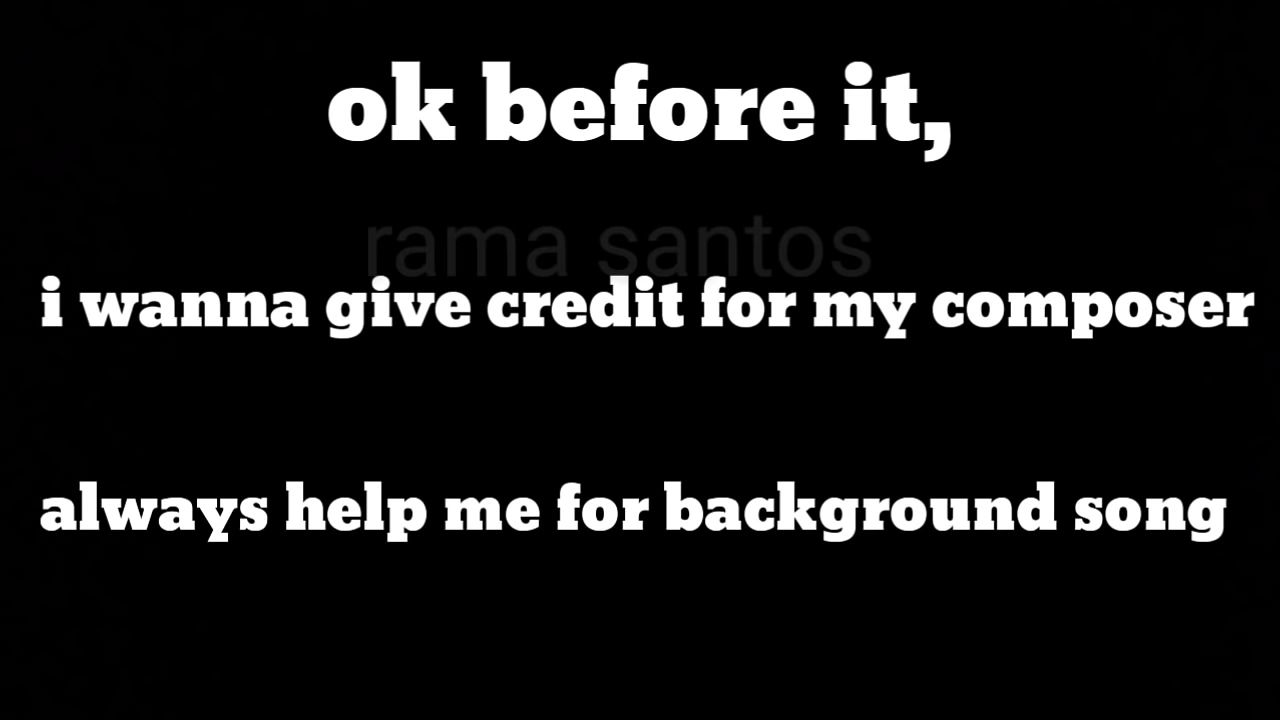 ok before it,
rama santos
i wanna give credit for my composer
always help me for background song